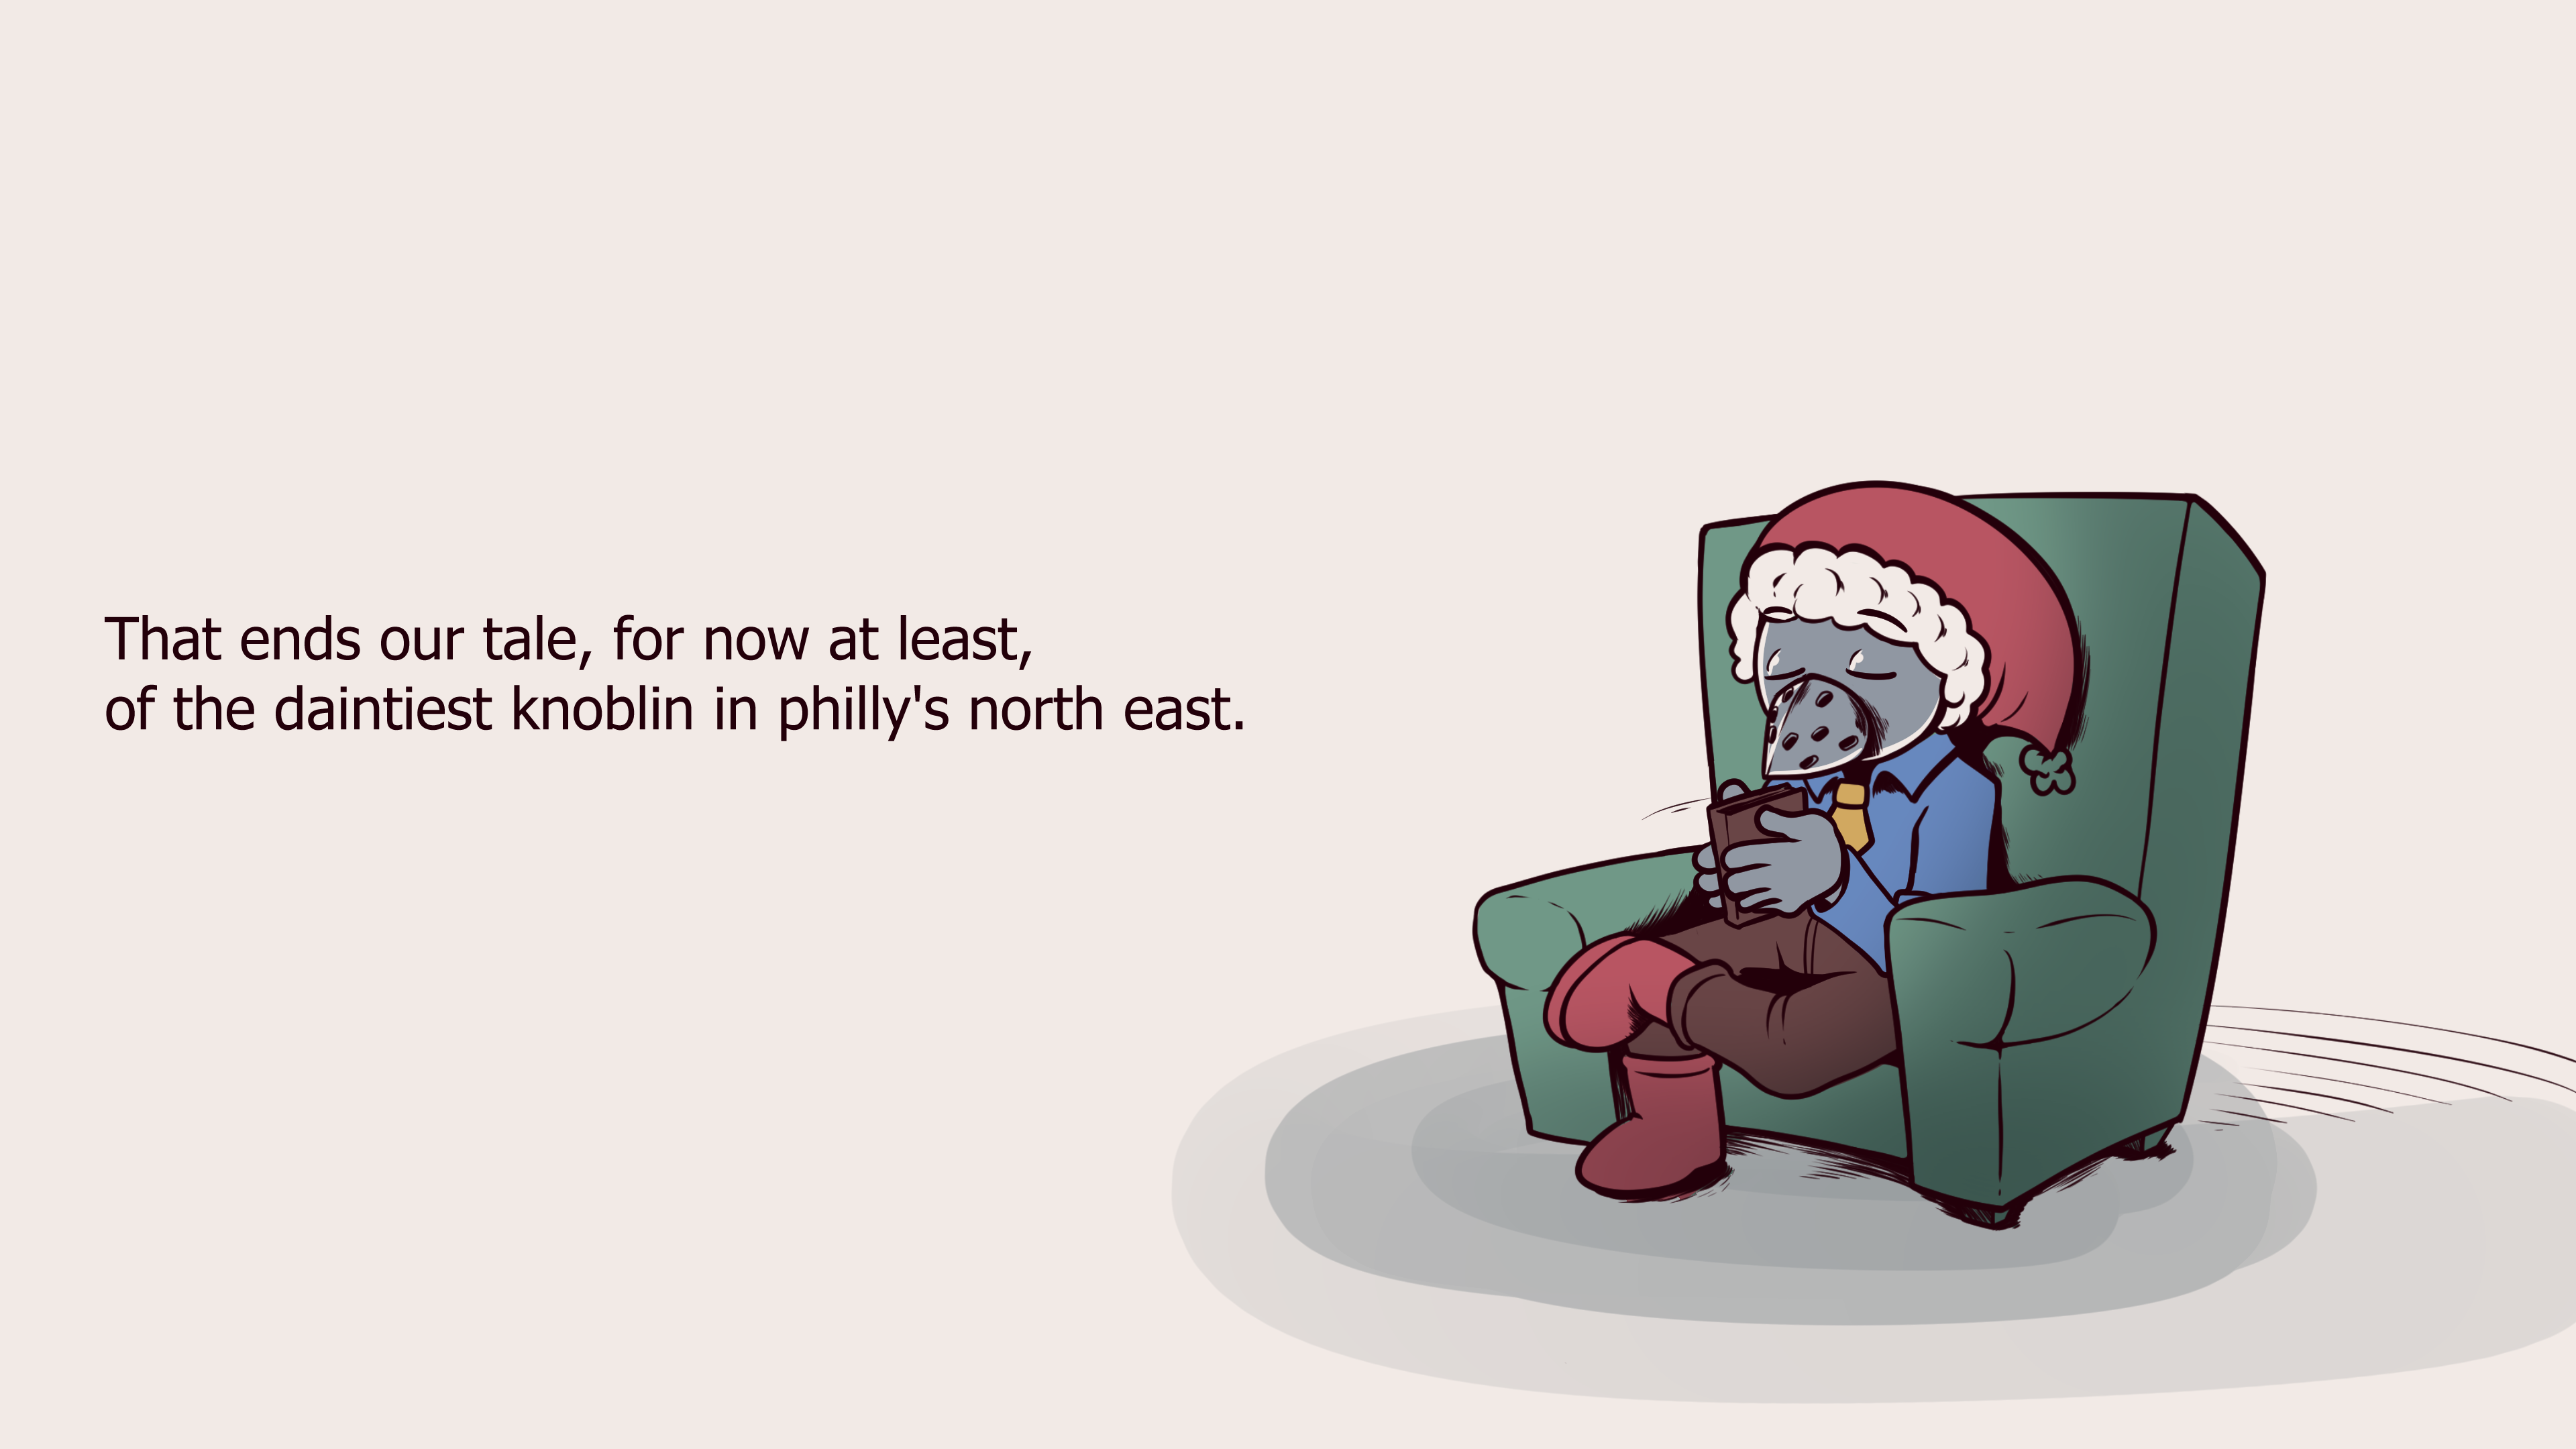 That ends our tale, for now at least,
of the daintiest knoblin in philly's north east.